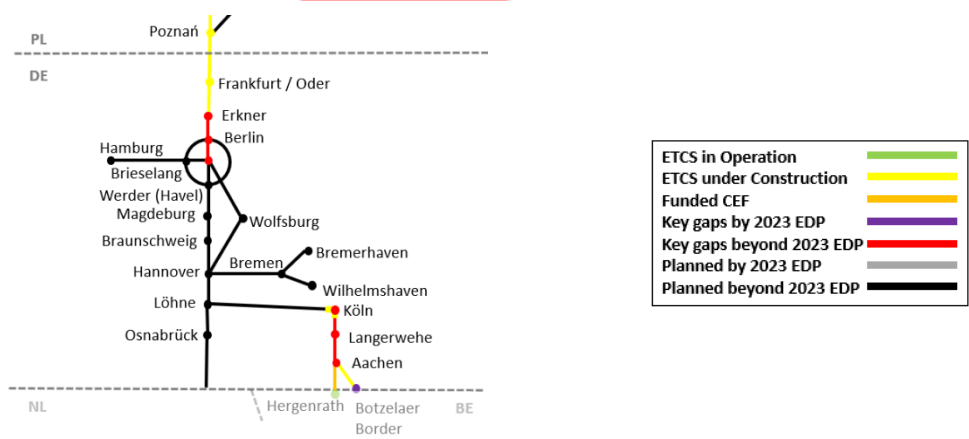 Poznań
PL
DE
Frankfurt / Oder
Erkner
Berlin
Hamburg
Brieselang
Werder (Havel)
Magdeburg
Wolfsburg
Braunschweig
Bremerhaven
Bremen
Hannover
Wilhelmshaven
Löhne
Köln
Osnabrück
Langerwehe
Aachen
NL
Hergenrath
Botzelaer
Border
BE
ETCS in Operation
ETCS under Construction
Funded CEF
Key gaps by 2023 EDP
Key gaps beyond 2023 EDP
Planned by 2023 EDP
Planned beyond 2023 EDP